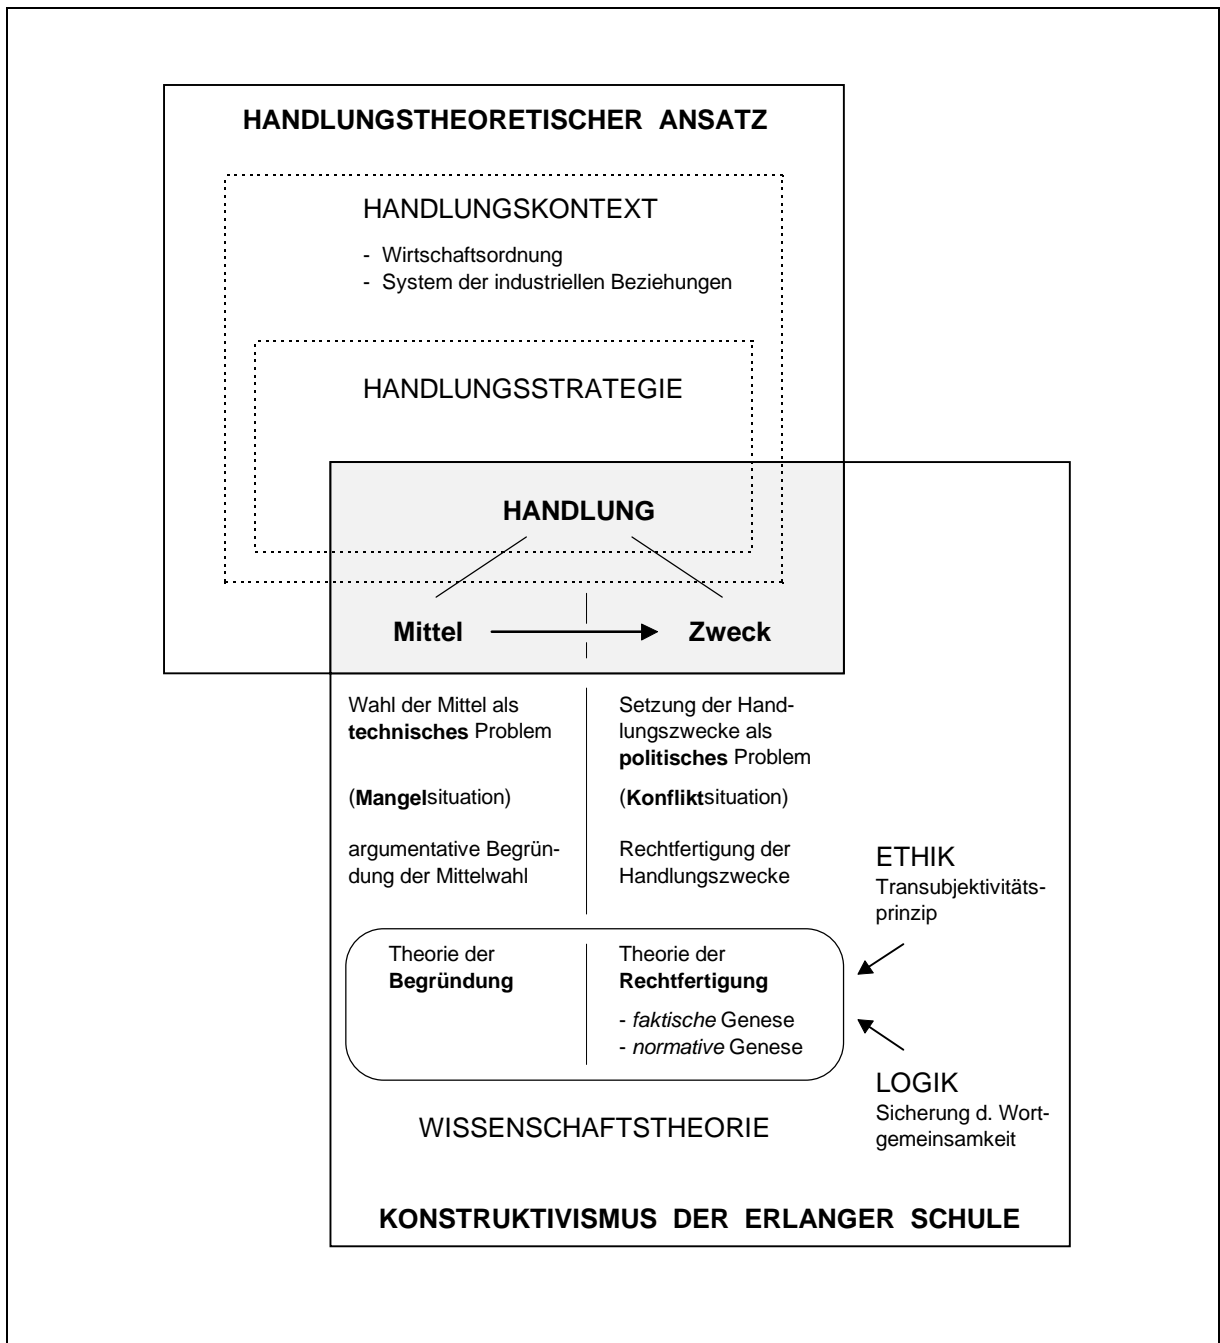 HANDLUNGSTHEORETISCHER ANSATZ
HANDLUNGSKONTEXT
- Wirtschaftsordnung
- System der industriellen Beziehungen
HANDLUNGSSTRATEGIE
HANDLUNG
Mittel
Zweck
Wahl der Mittel als
technisches Problem
(Mangelsituation)
argumentative Begrün-
dung der Mittelwahl
Setzung der Hand-
lungszwecke als
politisches Problem
(Konfliktsituation)
Rechtfertigung der
Handlungszwecke
ETHIK
Transubjektivitäts-
prinzip
Theorie der
Begründung
Theorie der
Rechtfertigung
- faktische Genese
- normative Genese
LOGIK
Sicherung d. Wort-
gemeinsamkeit
WISSENSCHAFTSTHEORIE
KONSTRUKTIVISMUS DER ERLANGER SCHULE